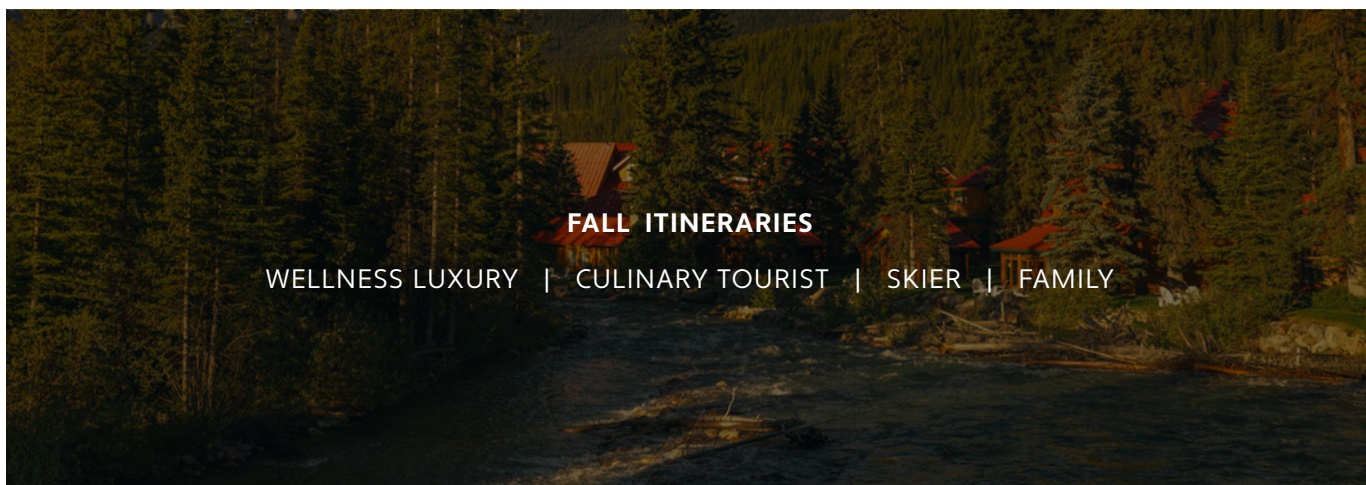 FALL ITINERARIES
WELLNESS LUXURY | CULINARY TOURIST | SKIER | FAMILY